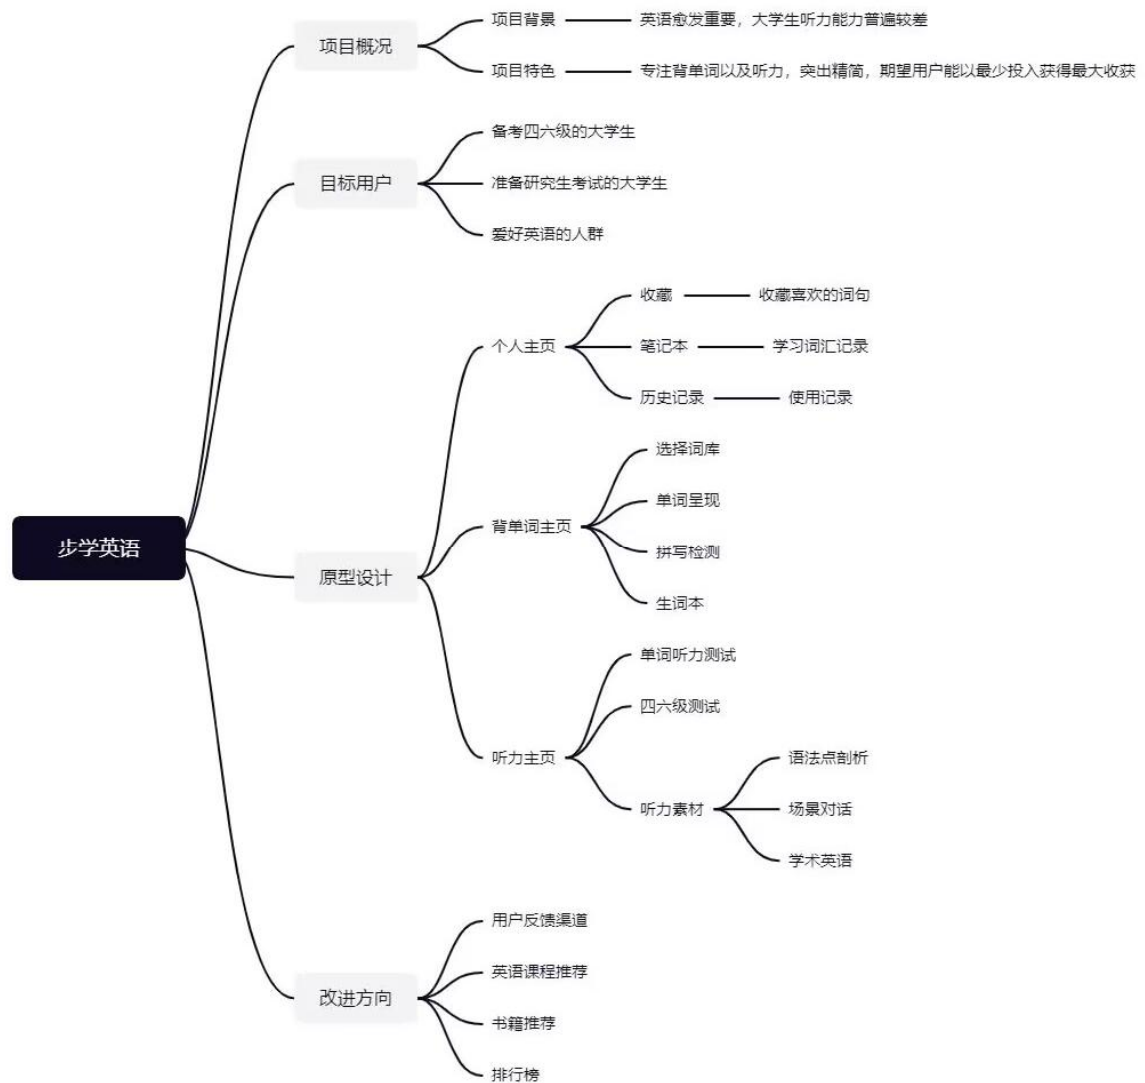 项目概况
项目背景
英语愈发重要，大学生听力能力普遍较差
项目特色
专注背单词以及听力，突出精简，期望用户能以最少投入获得最大收获
目标用户
备考四六级的大学生
准备研究生考试的大学生
爱好英语的人群
步学英语
原型设计
个人主页
收藏
收藏喜欢的词句
笔记本
学习词汇记录
历史记录
使用记录
背单词主页
选择词库
单词呈现
拼写检测
生词本
听力主页
单词听力测试
四六级测试
听力素材
语法点剖析
场景对话
学术英语
改进方向
用户反馈渠道
英语课程推荐
书籍推荐
排行榜